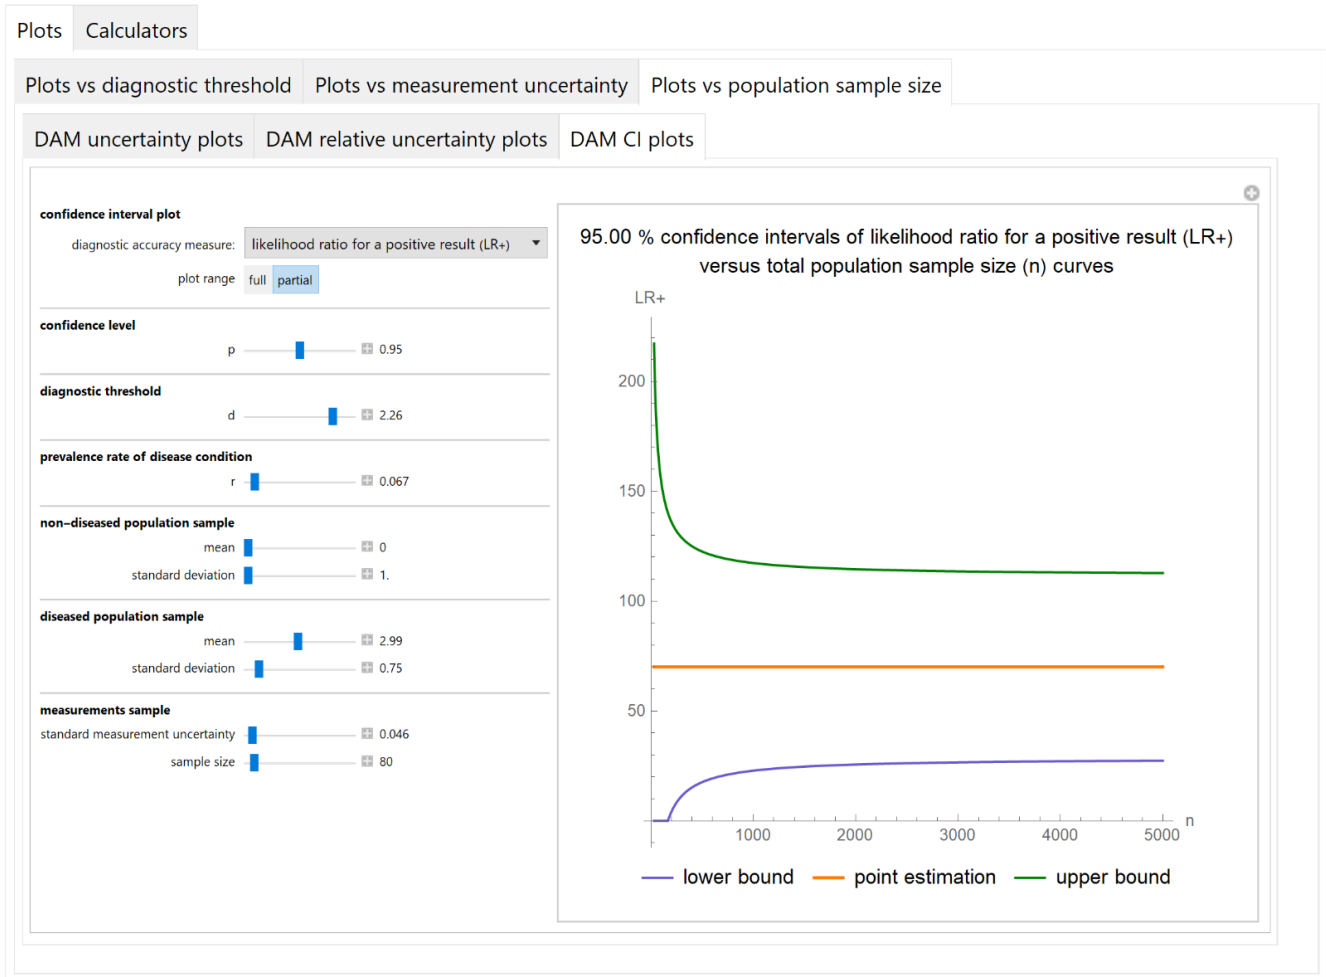 Plots Calculators
Plots vs diagnostic threshold Plots vs measurement uncertainty Plots vs population sample size
DAM uncertainty plots DAM relative uncertainty plots DAM CI plots
confidence interval plot
diagnostic accuracy measure: likelihood ratio for a positive result (LR+)
plot range full partial
confidence level
p 0.95
diagnostic threshold
d 2.26
prevalence rate of disease condition
r 0.067
non–diseased population sample
mean 0
standard deviation 1.
diseased population sample
mean 2.99
standard deviation 0.75
measurements sample
standard measurement uncertainty 0.046
sample size 80
95.00 % confidence intervals of likelihood ratio for a positive result (LR+)
versus total population sample size (n) curves
LR+
200
150
100
50
1000 2000 3000 4000 5000 n
lower bound point estimation upper bound